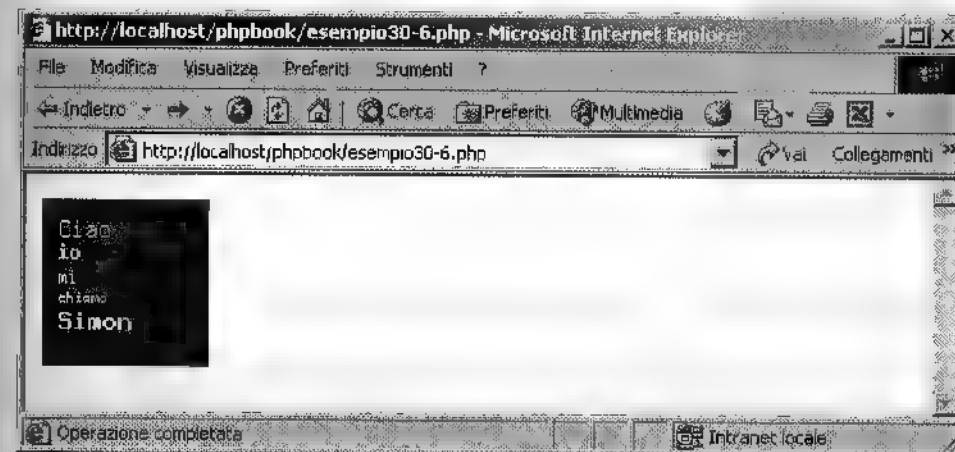 http://localhost/phpbook/esempio30-6.php - Microsoft Internet Explorer
File Modifica Visualizza Preferiti Strumenti ?
Indietro Cerca Preferiti Multimedia
Indirizzo http://localhost/phpbook/esempio30-6.php Vai Collegamenti »
Ciao
io
mi
chiamo
Simon
Operazione completata Intranet locale